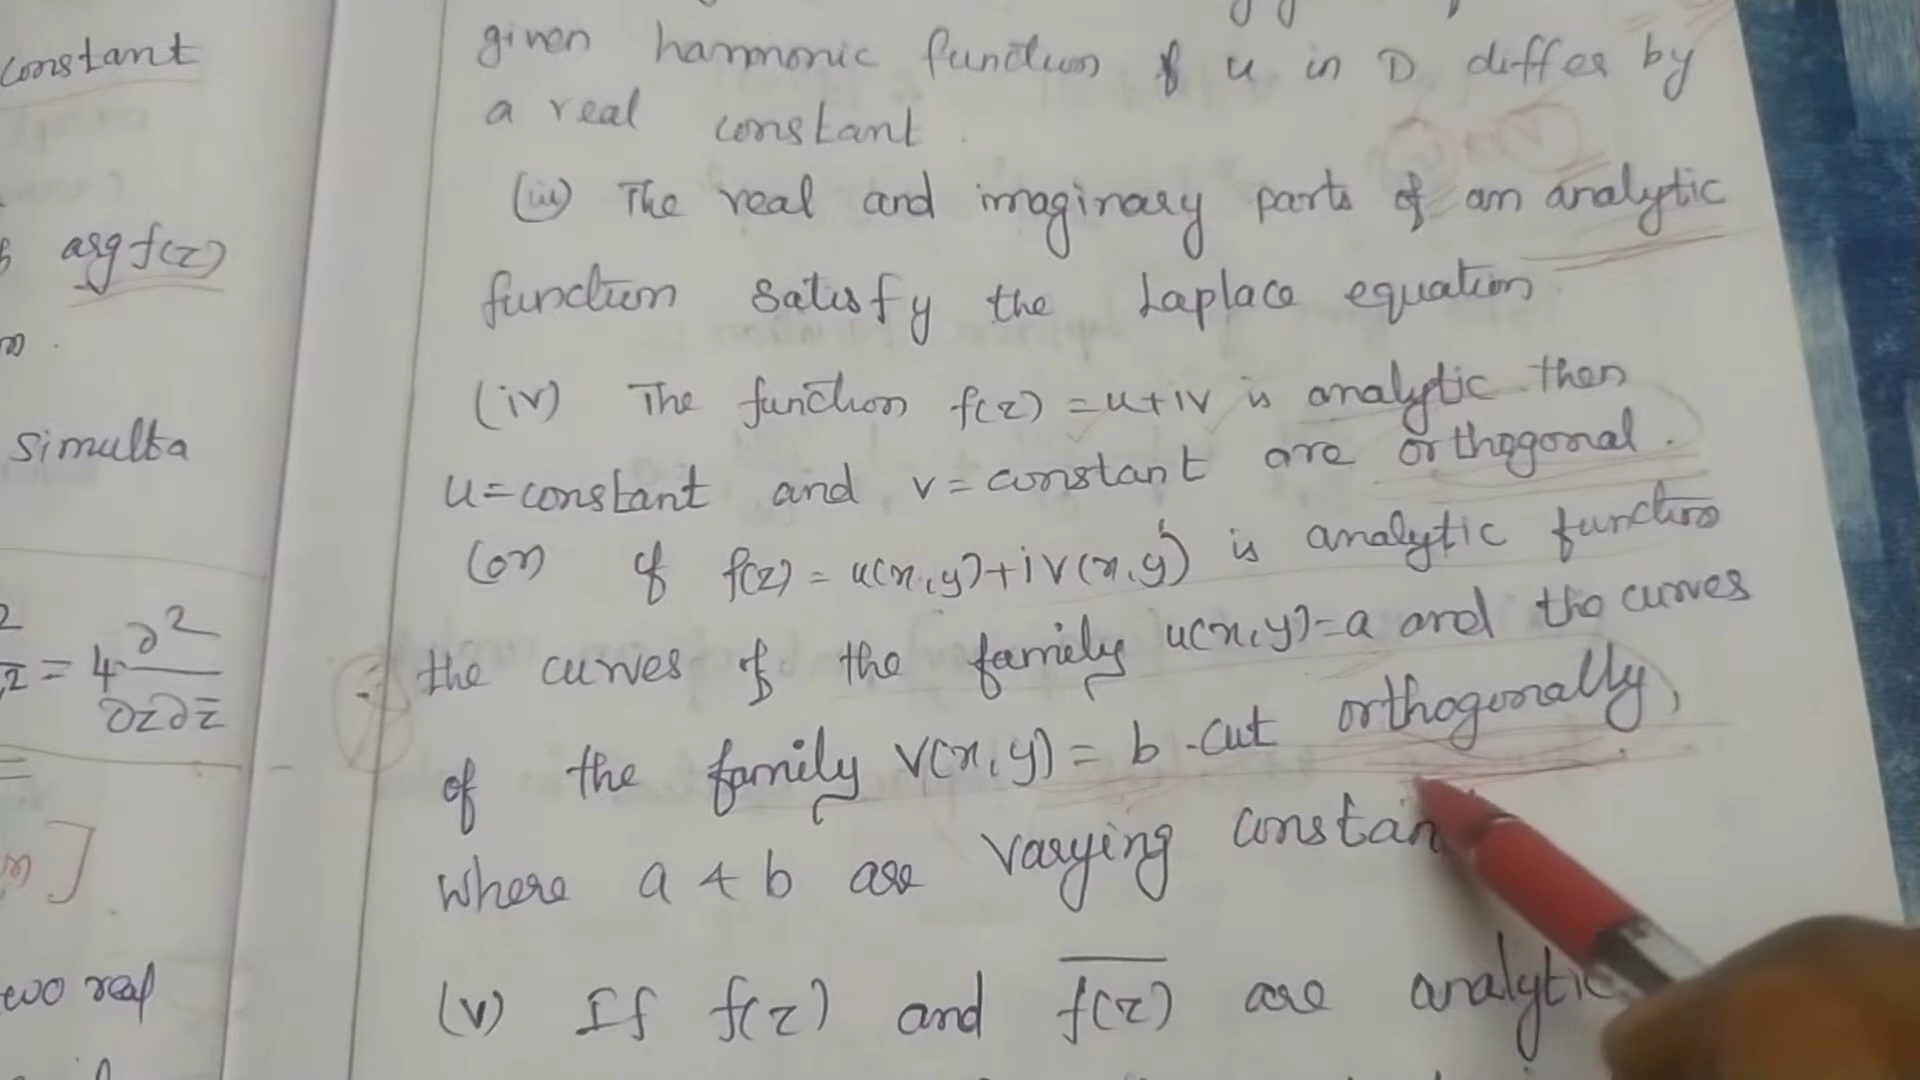 constant
arg f(z)
simulta
= 4 ∂²/∂z∂z̄
two real
given harmonic function of u in D differ by
a real constant.
(iii) The real and imaginary parts of an analytic
function satisfy the Laplace equation.
(iv) The function f(z) = u+iv is analytic then
u=constant and v=constant are orthogonal.
(or) if f(z) = u(x,y)+iv(x,y) is analytic function
the curves of the family u(x,y)=a and the curves
of the family v(x,y) = b cut orthogonally,
where a & b are varying constan
(v) If f(z) and \overline{f(z)} are analytic